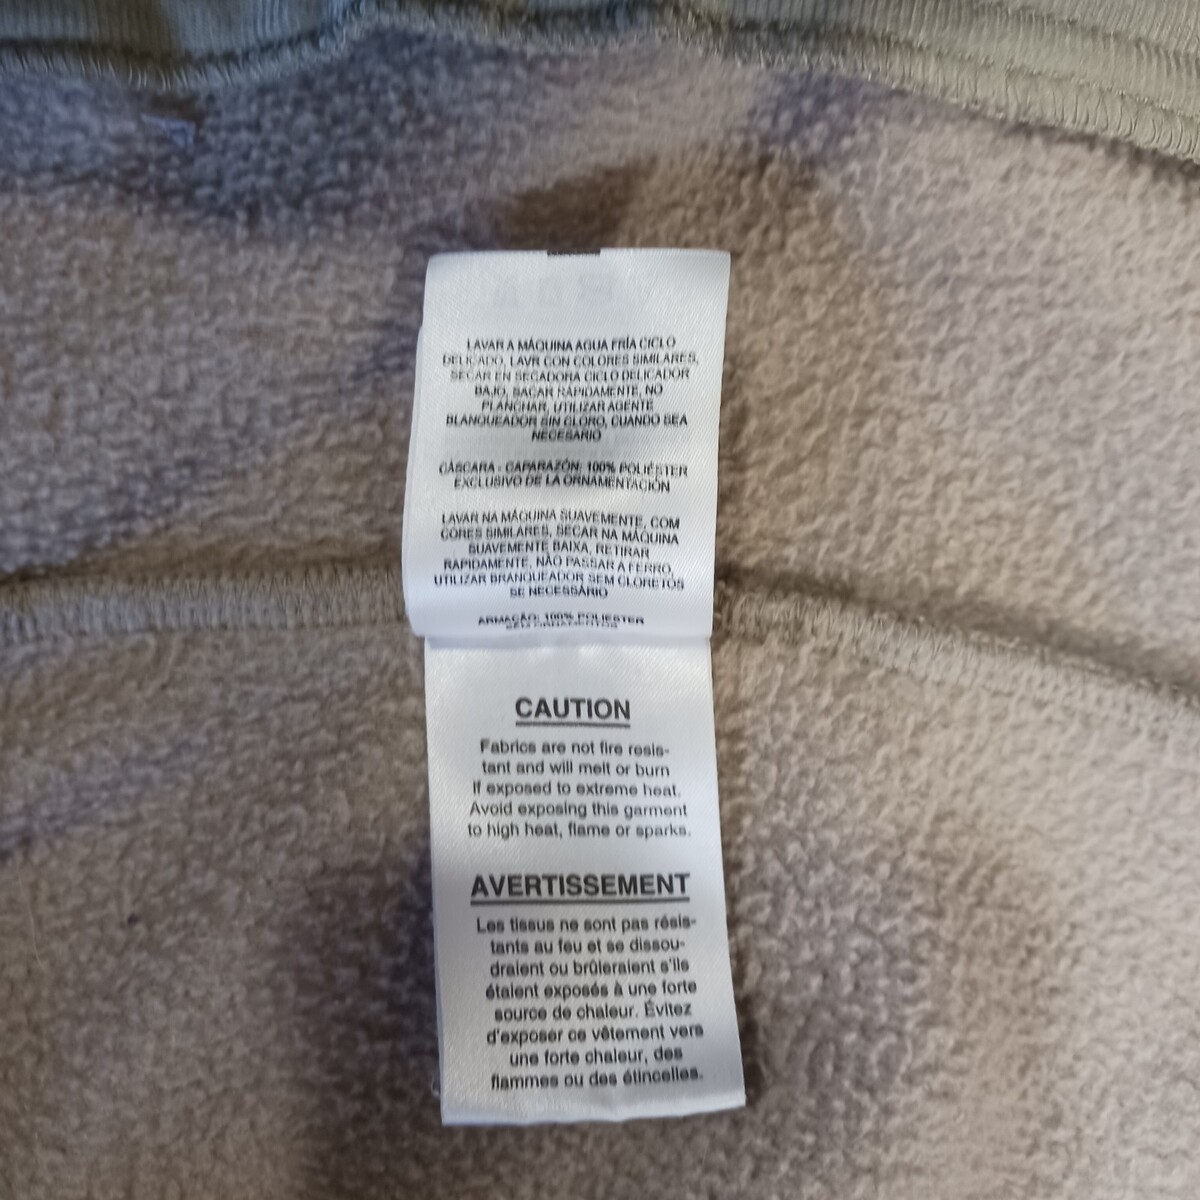 LAVAR A MÁQUINA AGUA FRÍA CICLO
DELICADO, LAVR CON COLORES SIMILARES,
SECAR EN SECADORA CICLO DELICADOR
BAJO, SACAR RAPIDAMENTE, NO
PLANCHAR, UTILIZAR AGENTE
BLANQUEADOR SIN CLORO, CUANDO SEA
NECESARIO
CÁSCARA - CAPARAZÓN: 100% POLIÉSTER
EXCLUSIVO DE LA ORNAMENTACIÓN
LAVAR NA MÁQUINA SUAVEMENTE, COM
CORES SIMILARES, SECAR NA MÁQUINA
SUAVEMENTE BAIXA, RETIRAR
RAPIDAMENTE, NÃO PASSAR A FERRO,
UTILIZAR BRANQUEADOR SEM CLORETOS
SE NECESSÁRIO
ARMAÇÃO: 100% POLIESTER
SEM ORNAMENTOS
CAUTION
Fabrics are not fire resis-
tant and will melt or burn
if exposed to extreme heat.
Avoid exposing this garment
to high heat, flame or sparks.
AVERTISSEMENT
Les tissus ne sont pas résis-
tants au feu et se dissou-
draient ou brûleraient s'ils
étaient exposés à une forte
source de chaleur. Évitez
d'exposer ce vêtement vers
une forte chaleur, des
flammes ou des étincelles.